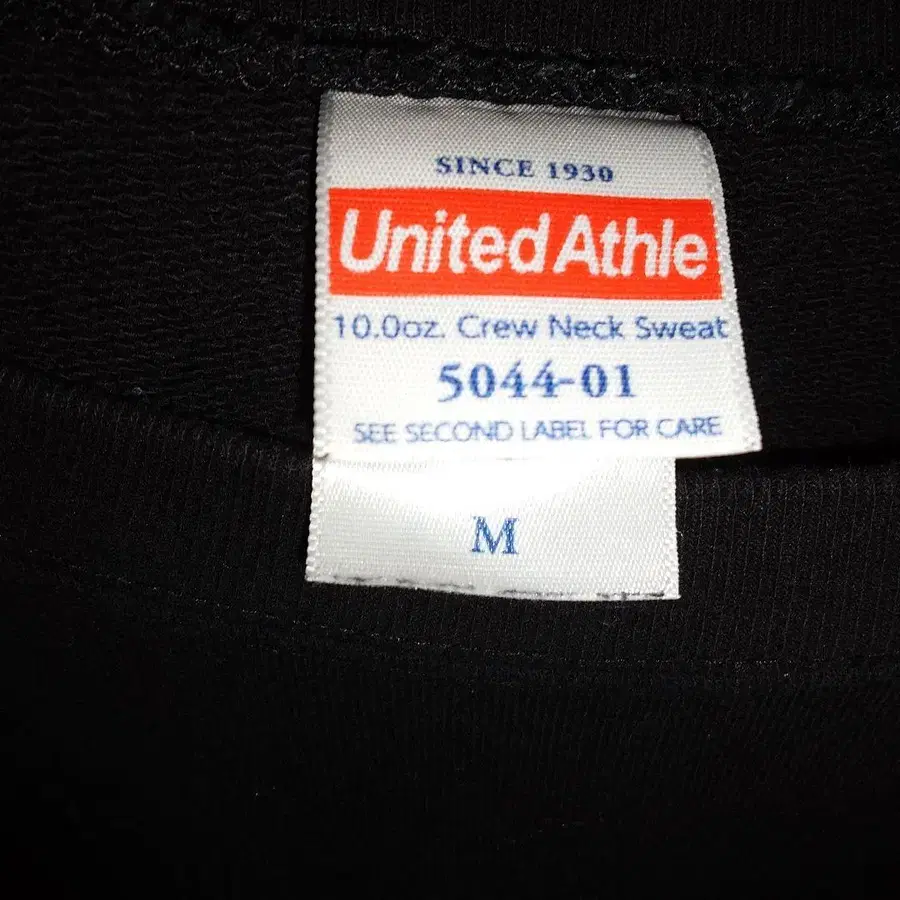 SINCE 1930
United Athle
10.0oz. Crew Neck Sweat
5044-01
SEE SECOND LABEL FOR CARE
M